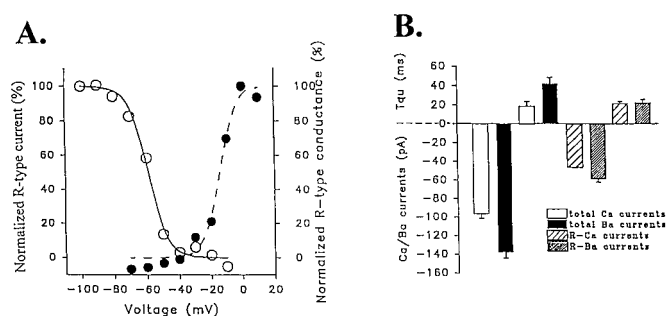 A.
Normalized R-type current (%)
100
80
60
40
20
0
-100 -80 -60 -40 -20 0 20
Voltage (mV)
100
80
60
40
20
0
Normalized R-type conductance (%)
B.
Ca/Ba currents (pA) Tqu (ms)
60
40
20
0
-20
-40
-60
-80
-100
-120
-140
-160
total Ca currents
total Ba currents
R-Ca currents
R-Ba currents